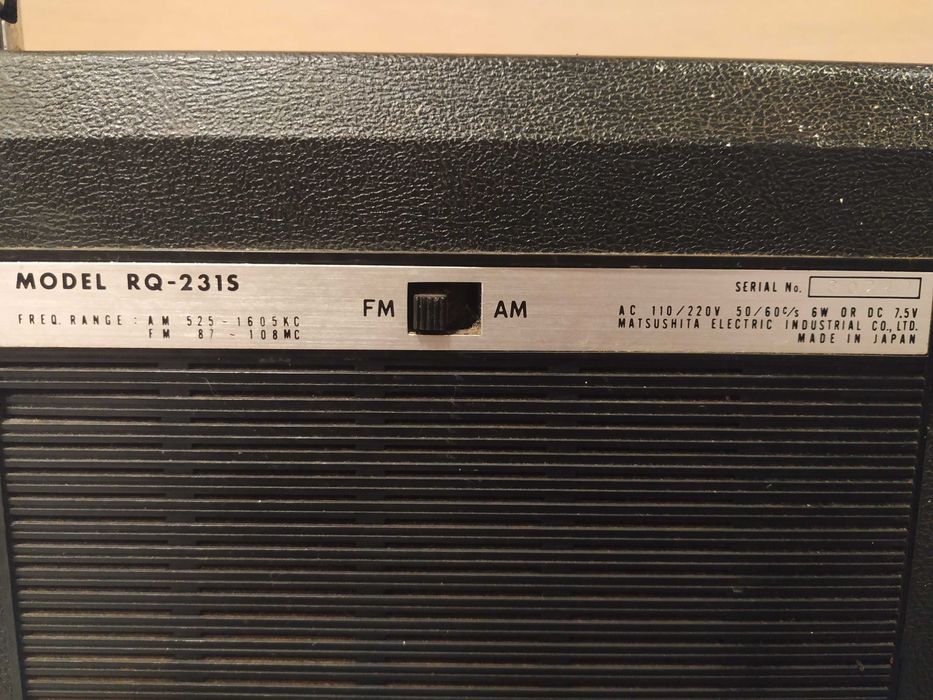 MODEL RQ-231S
FREQ. RANGE : AM 525 - 1605KC
FM 87 - 108MC
FM
AM
SERIAL No.
AC 110/220V 50/60c/s 6W OR DC 7.5V
MATSUSHITA ELECTRIC INDUSTRIAL CO., LTD.
MADE IN JAPAN